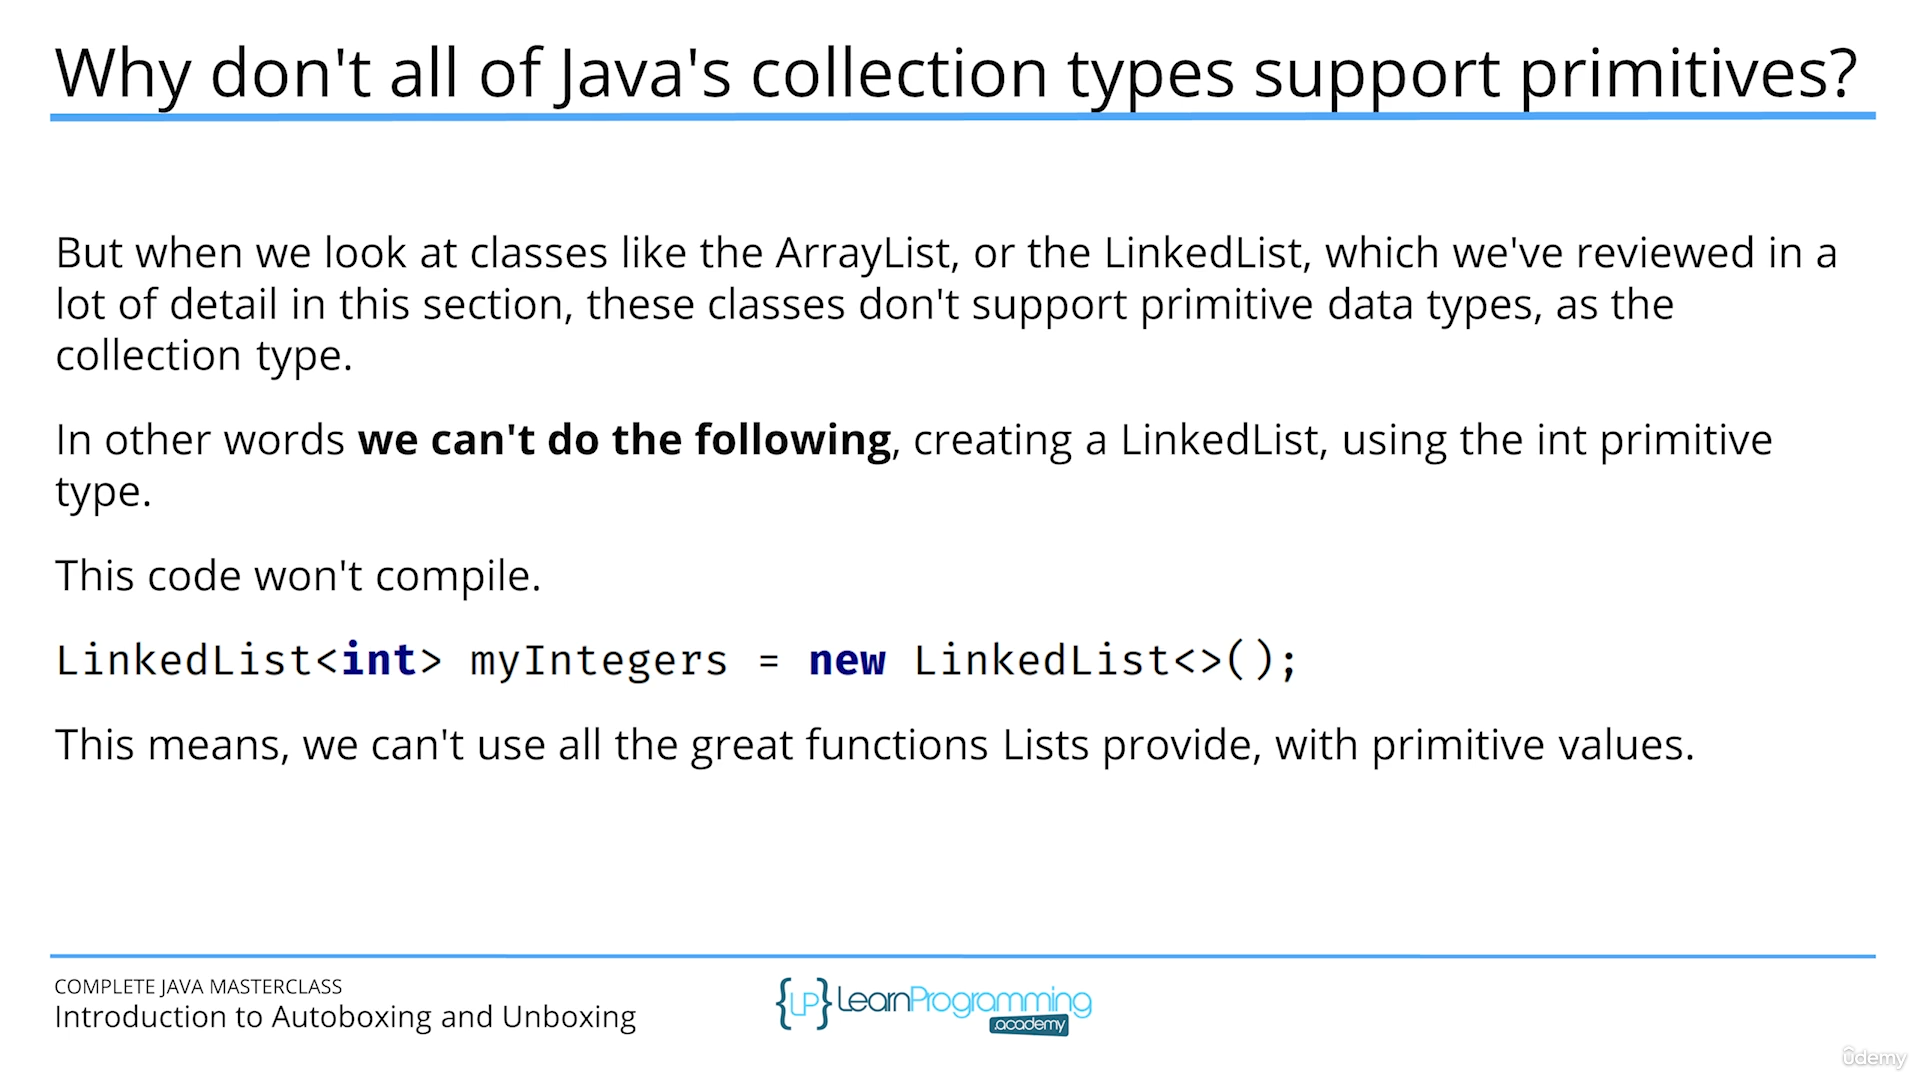 Why don't all of Java's collection types support primitives?
But when we look at classes like the ArrayList, or the LinkedList, which we've reviewed in a
lot of detail in this section, these classes don't support primitive data types, as the
collection type.
In other words we can't do the following, creating a LinkedList, using the int primitive
type.
This code won't compile.
LinkedList<int> myIntegers = new LinkedList<>();
This means, we can't use all the great functions Lists provide, with primitive values.
COMPLETE JAVA MASTERCLASS
Introduction to Autoboxing and Unboxing
{LP} LearnProgramming
.academy
ûdemy